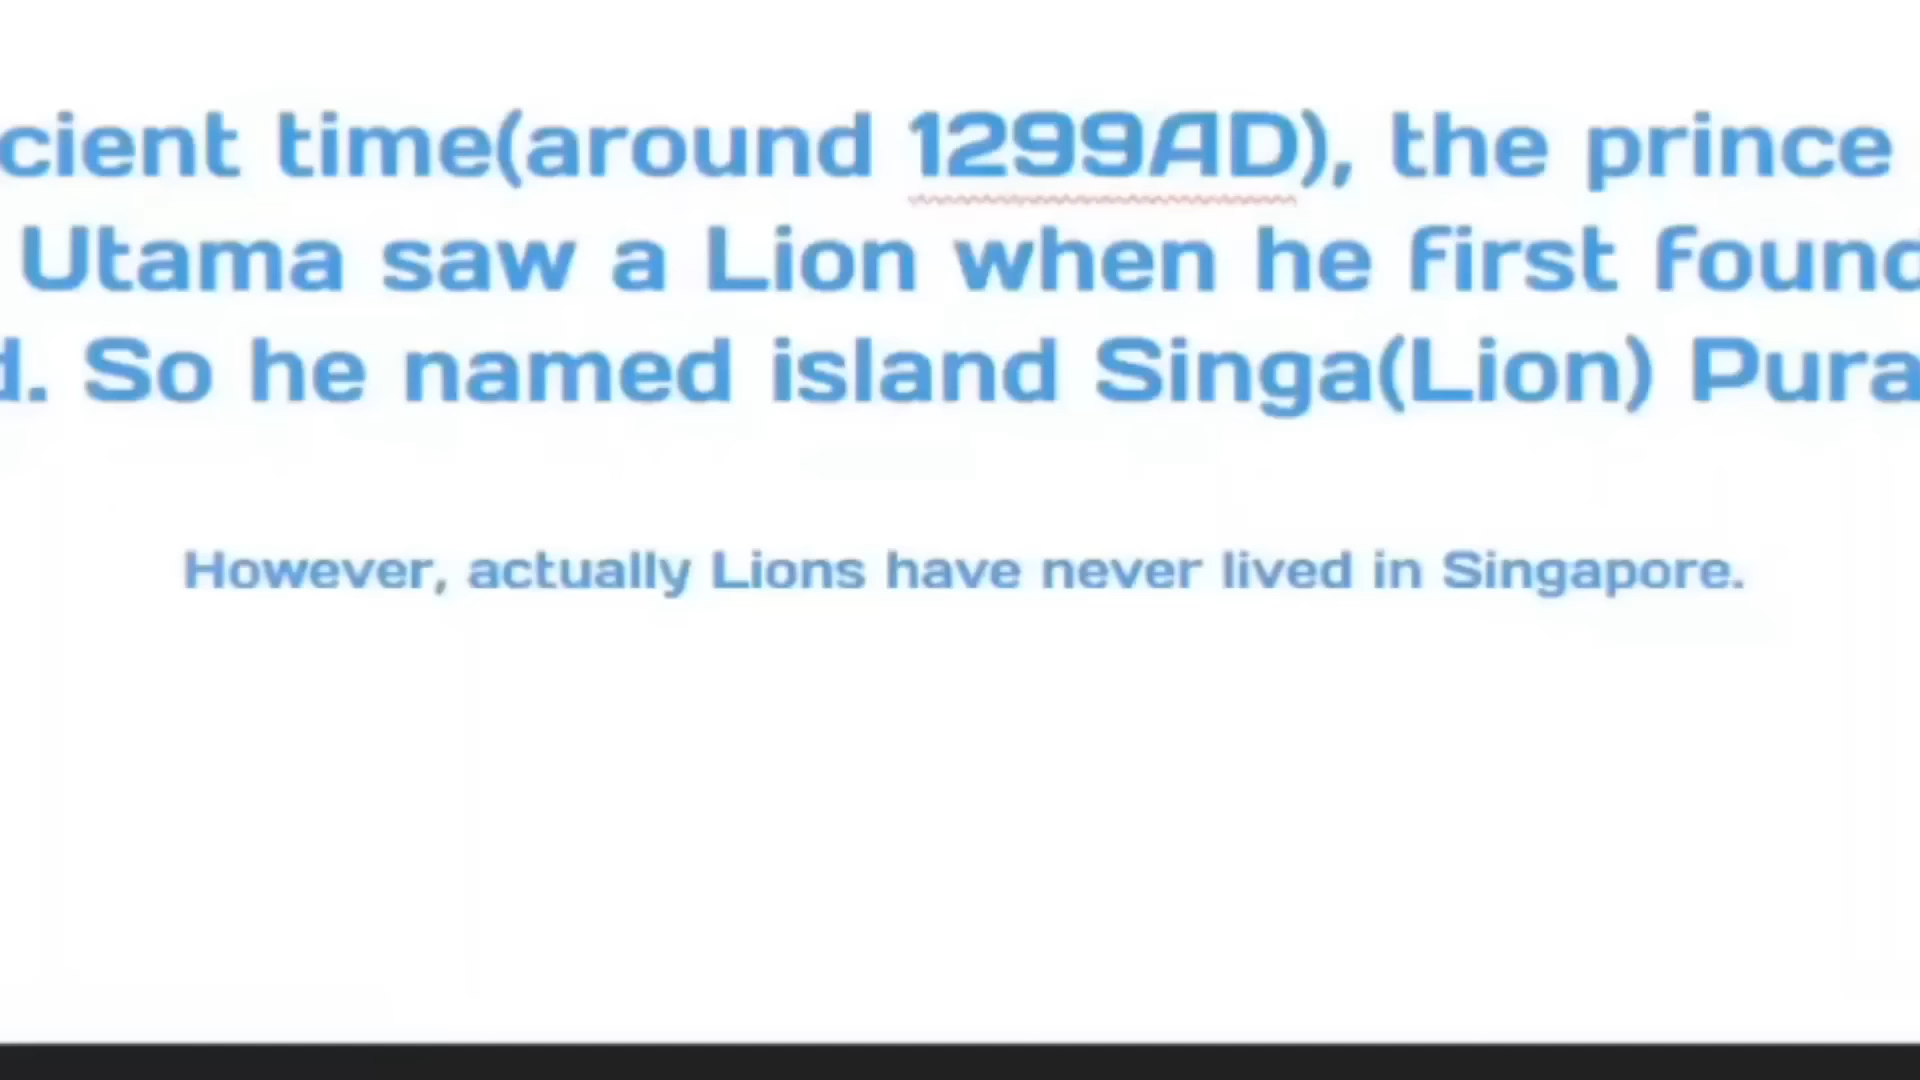 cient time(around 1299AD), the prince
Utama saw a Lion when he first found
d. So he named island Singa(Lion) Pura
However, actually Lions have never lived in Singapore.